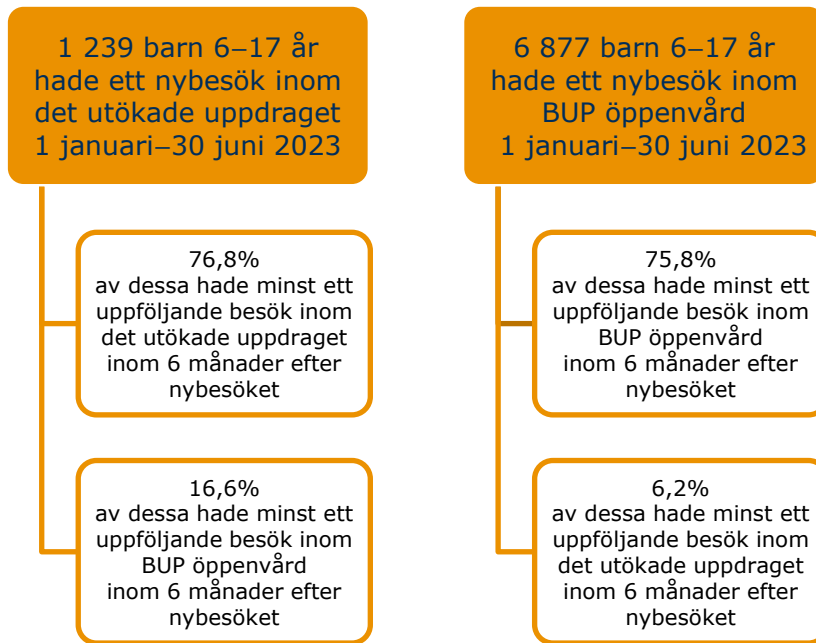 1 239 barn 6–17 år
hade ett nybesök inom
det utökade uppdraget
1 januari–30 juni 2023
76,8%
av dessa hade minst ett
uppföljande besök inom
det utökade uppdraget
inom 6 månader efter
nybesöket
16,6%
av dessa hade minst ett
uppföljande besök inom
BUP öppenvård
inom 6 månader efter
nybesöket
6 877 barn 6–17 år
hade ett nybesök inom
BUP öppenvård
1 januari–30 juni 2023
75,8%
av dessa hade minst ett
uppföljande besök inom
BUP öppenvård
inom 6 månader efter
nybesöket
6,2%
av dessa hade minst ett
uppföljande besök inom
det utökade uppdraget
inom 6 månader efter
nybesöket